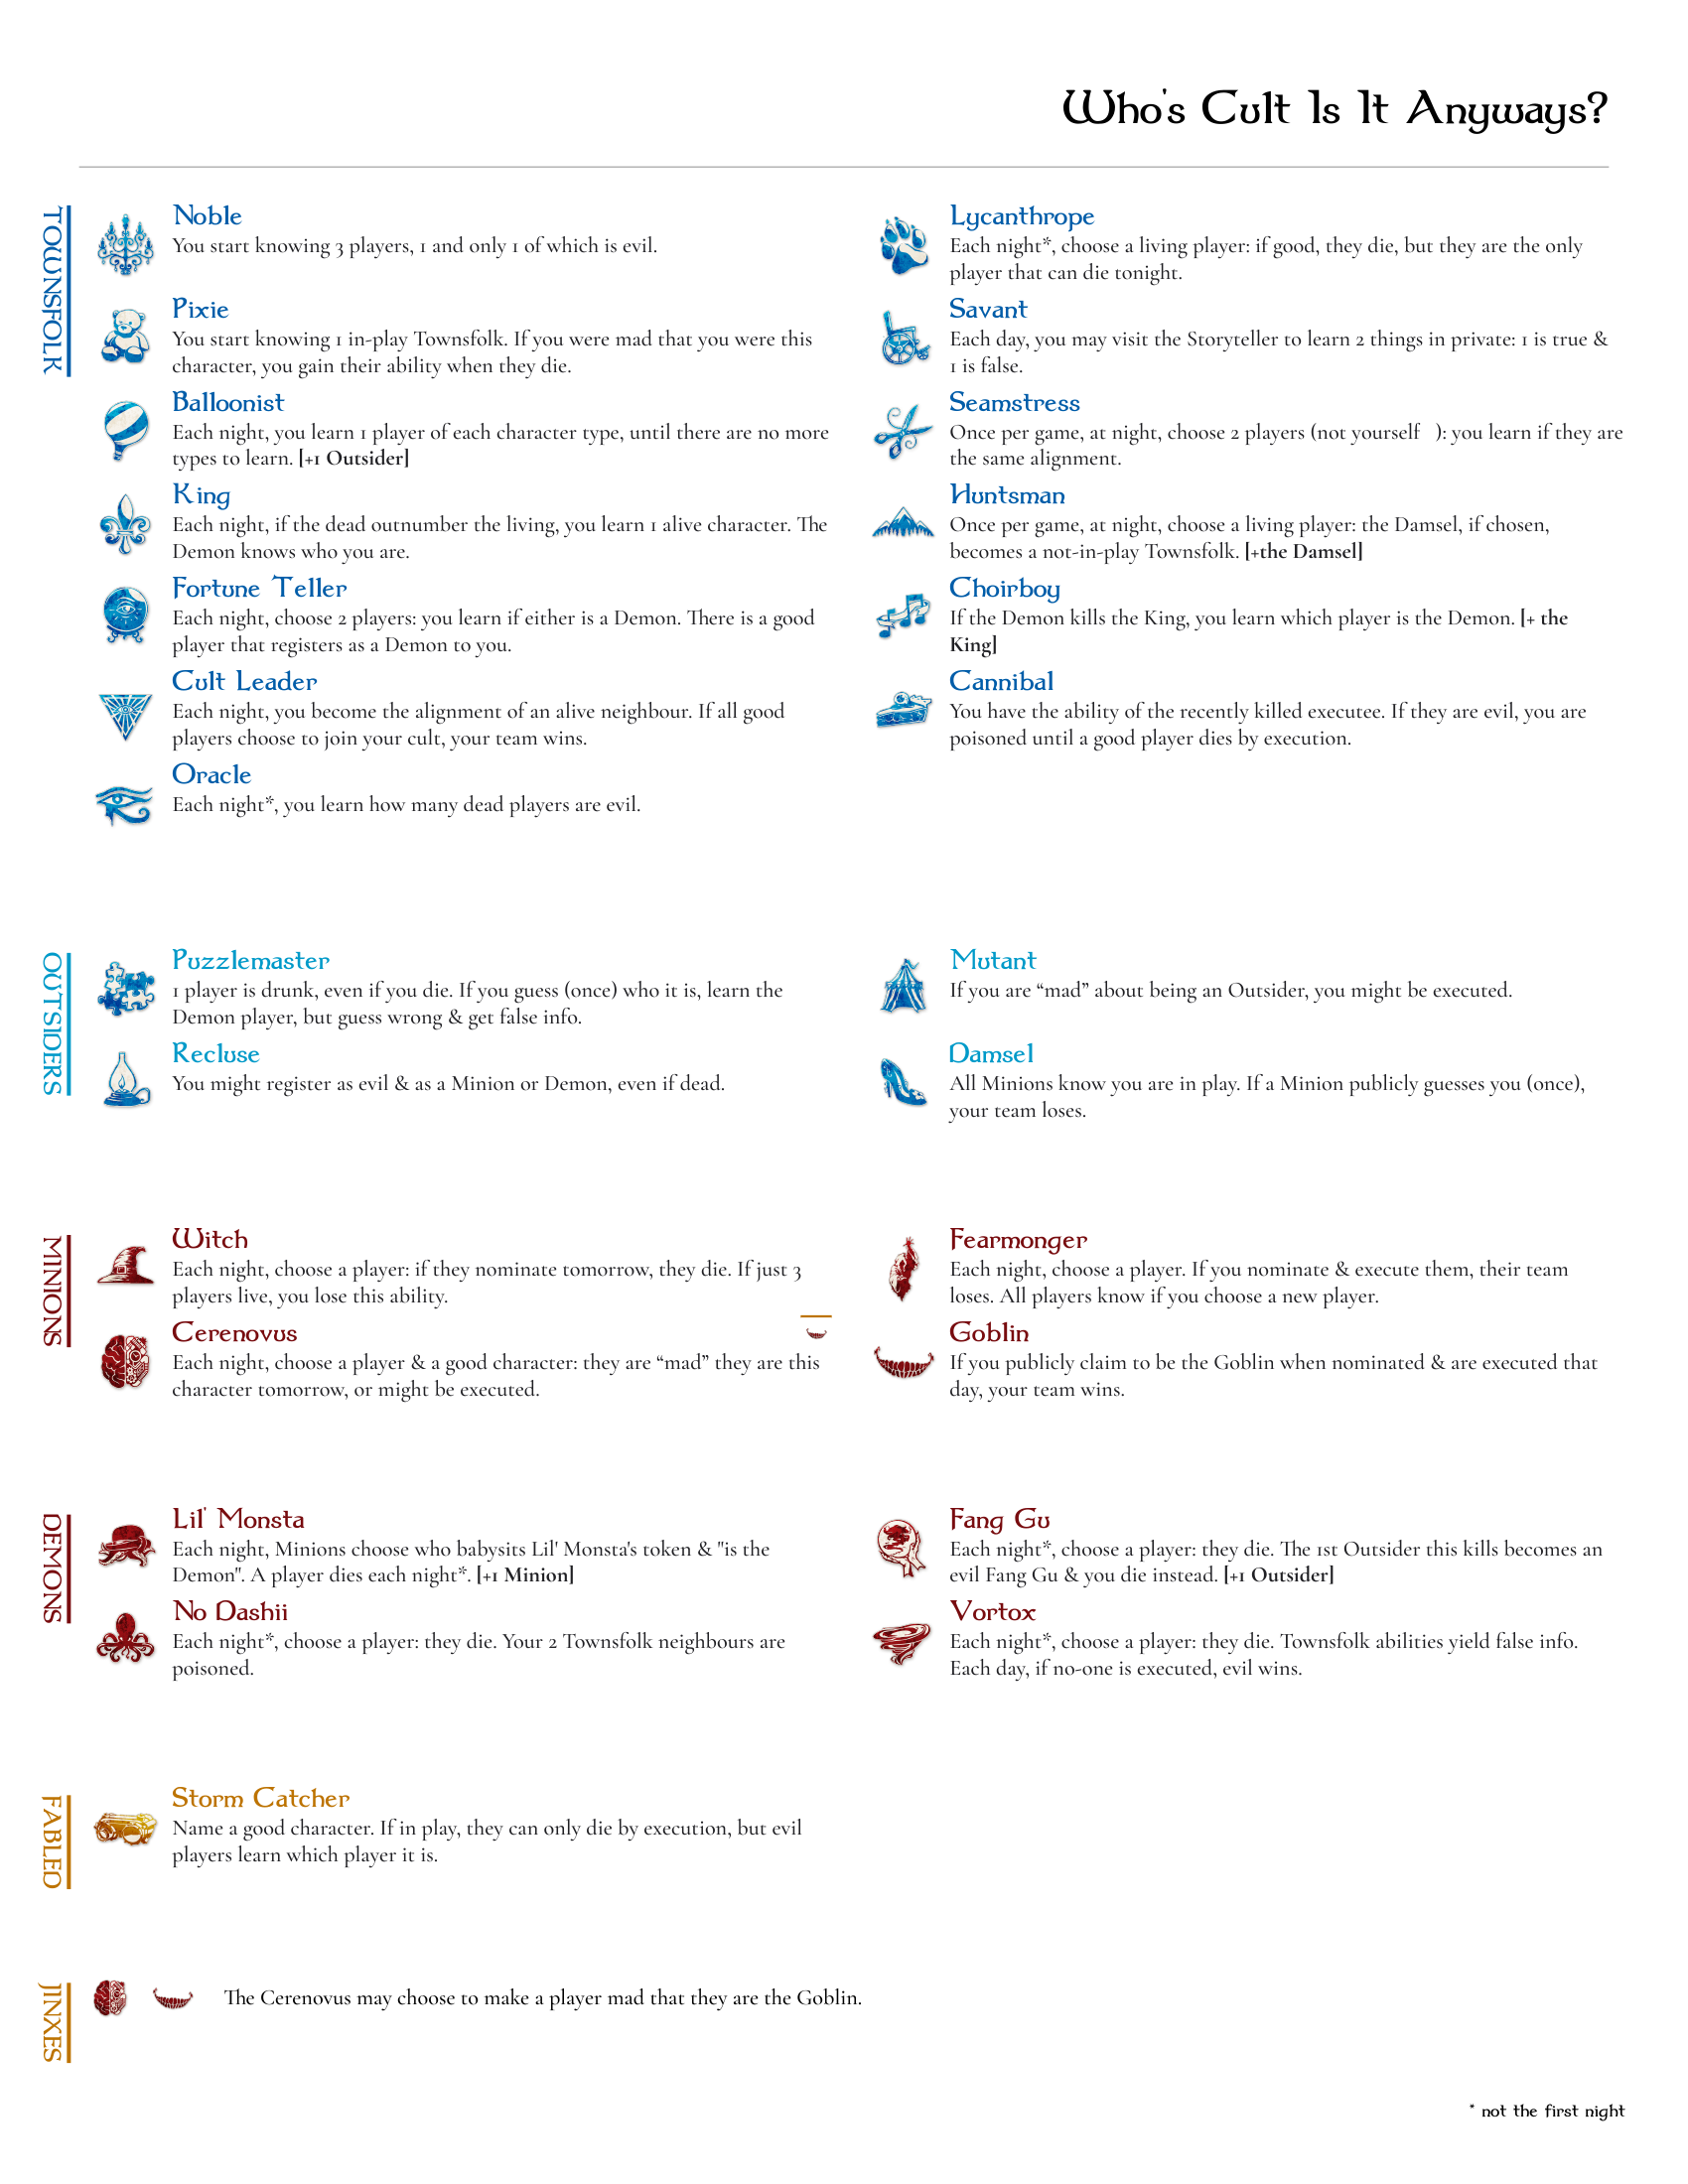 Who's Cult Is It Anyways?
TOWNSFOLK
Noble
You start knowing 3 players, 1 and only 1 of which is evil.
Pixie
You start knowing 1 in-play Townsfolk. If you were mad that you were this
character, you gain their ability when they die.
Balloonist
Each night, you learn 1 player of each character type, until there are no more
types to learn. [+1 Outsider]
King
Each night, if the dead outnumber the living, you learn 1 alive character. The
Demon knows who you are.
Fortune Teller
Each night, choose 2 players: you learn if either is a Demon. There is a good
player that registers as a Demon to you.
Cult Leader
Each night, you become the alignment of an alive neighbour. If all good
players choose to join your cult, your team wins.
Oracle
Each night*, you learn how many dead players are evil.
Lycanthrope
Each night*, choose a living player: if good, they die, but they are the only
player that can die tonight.
Savant
Each day, you may visit the Storyteller to learn 2 things in private: 1 is true &
1 is false.
Seamstress
Once per game, at night, choose 2 players (not yourself ): you learn if they are
the same alignment.
Huntsman
Once per game, at night, choose a living player: the Damsel, if chosen,
becomes a not-in-play Townsfolk. [+the Damsel]
Choirboy
If the Demon kills the King, you learn which player is the Demon. [+ the
King]
Cannibal
You have the ability of the recently killed executee. If they are evil, you are
poisoned until a good player dies by execution.
OUTSIDERS
Puzzlemaster
1 player is drunk, even if you die. If you guess (once) who it is, learn the
Demon player, but guess wrong & get false info.
Recluse
You might register as evil & as a Minion or Demon, even if dead.
Mutant
If you are “mad” about being an Outsider, you might be executed.
Damsel
All Minions know you are in play. If a Minion publicly guesses you (once),
your team loses.
MINIONS
Witch
Each night, choose a player: if they nominate tomorrow, they die. If just 3
players live, you lose this ability.
Cerenovus
Each night, choose a player & a good character: they are “mad” they are this
character tomorrow, or might be executed.
Fearmonger
Each night, choose a player. If you nominate & execute them, their team
loses. All players know if you choose a new player.
Goblin
If you publicly claim to be the Goblin when nominated & are executed that
day, your team wins.
DEMONS
Lil' Monsta
Each night, Minions choose who babysits Lil' Monsta's token & "is the
Demon". A player dies each night*. [+1 Minion]
No Dashii
Each night*, choose a player: they die. Your 2 Townsfolk neighbours are
poisoned.
Fang Gu
Each night*, choose a player: they die. The 1st Outsider this kills becomes an
evil Fang Gu & you die instead. [+1 Outsider]
Vortox
Each night*, choose a player: they die. Townsfolk abilities yield false info.
Each day, if no-one is executed, evil wins.
FABLED
Storm Catcher
Name a good character. If in play, they can only die by execution, but evil
players learn which player it is.
JINXES
The Cerenovus may choose to make a player mad that they are the Goblin.
* not the first night